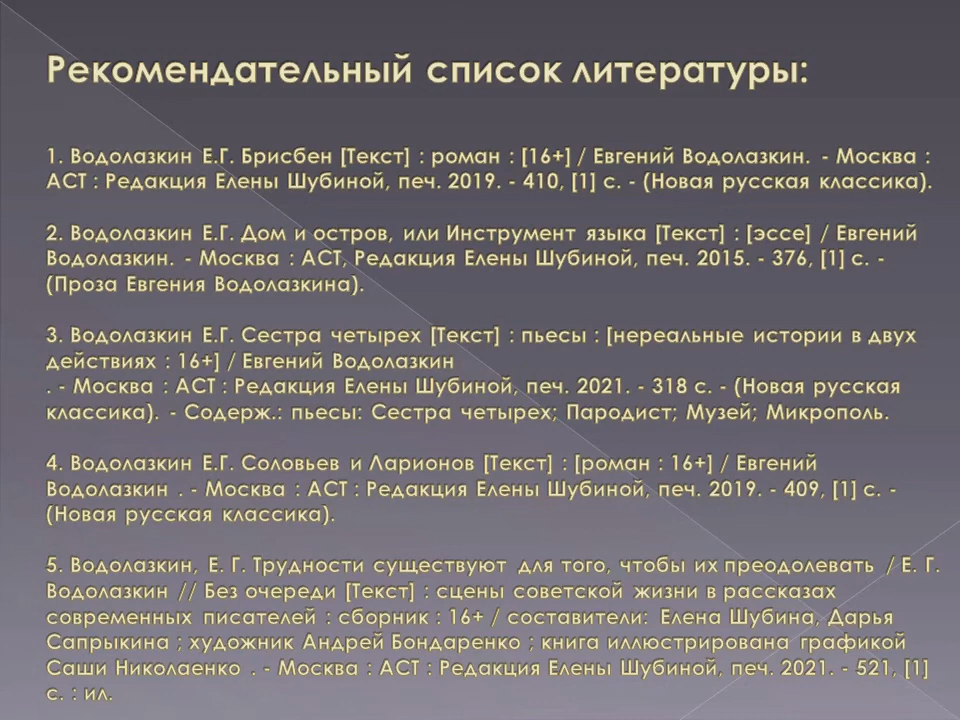 Рекомендательный список литературы:
1. Водолазкин Е.Г. Брисбен [Текст] : роман : [16+] / Евгений Водолазкин. - Москва :
АСТ : Редакция Елены Шубиной, печ. 2019. - 410, [1] с. - (Новая русская классика).
2. Водолазкин Е.Г. Дом и остров, или Инструмент языка [Текст] : [эссе] / Евгений
Водолазкин. - Москва : АСТ, Редакция Елены Шубиной, печ. 2015. - 376, [1] с. -
(Проза Евгения Водолазкина).
3. Водолазкин Е.Г. Сестра четырех [Текст] : пьесы : [нереальные истории в двух
действиях : 16+] / Евгений Водолазкин
. - Москва : АСТ : Редакция Елены Шубиной, печ. 2021. - 318 с. - (Новая русская
классика). - Содерж.: пьесы: Сестра четырех; Пародист; Музей; Микрополь.
4. Водолазкин Е.Г. Соловьев и Ларионов [Текст] : [роман : 16+] / Евгений
Водолазкин . - Москва : АСТ : Редакция Елены Шубиной, печ. 2019. - 409, [1] с. -
(Новая русская классика).
5. Водолазкин, Е. Г. Трудности существуют для того, чтобы их преодолевать / Е. Г.
Водолазкин // Без очереди [Текст] : сцены советской жизни в рассказах
современных писателей : сборник : 16+ / составители: Елена Шубина, Дарья
Сапрыкина ; художник Андрей Бондаренко ; книга иллюстрирована графикой
Саши Николаенко . - Москва : АСТ : Редакция Елены Шубиной, печ. 2021. - 521, [1]
с. : ил.